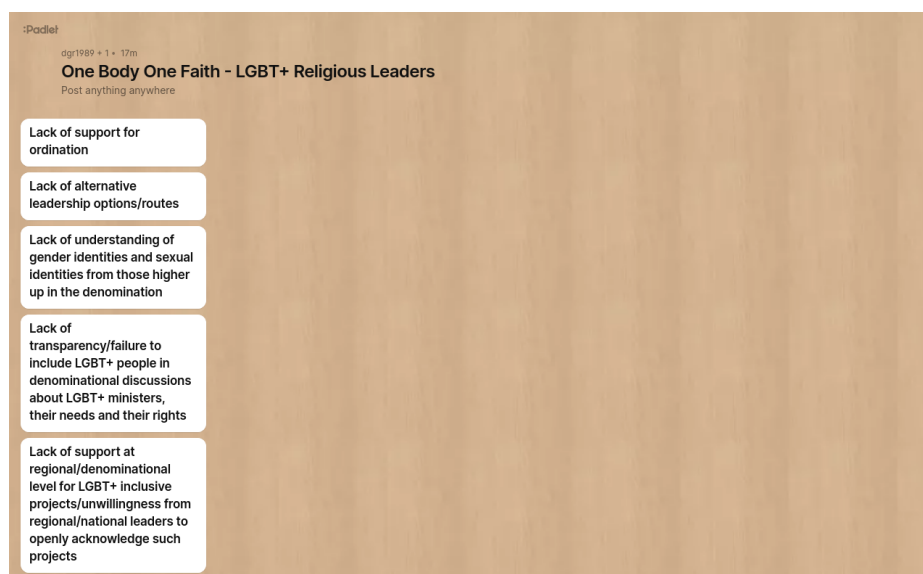 :Padlet
dgr1989 + 1 • 17m
One Body One Faith - LGBT+ Religious Leaders
Post anything anywhere
Lack of support for
ordination
Lack of alternative
leadership options/routes
Lack of understanding of
gender identities and sexual
identities from those higher
up in the denomination
Lack of
transparency/failure to
include LGBT+ people in
denominational discussions
about LGBT+ ministers,
their needs and their rights
Lack of support at
regional/denominational
level for LGBT+ inclusive
projects/unwillingness from
regional/national leaders to
openly acknowledge such
projects